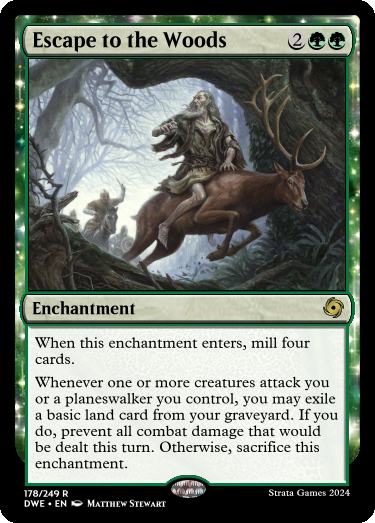 Escape to the Woods 2
Enchantment
When this enchantment enters, mill four
cards.
Whenever one or more creatures attack you
or a planeswalker you control, you may exile
a basic land card from your graveyard. If you
do, prevent all combat damage that would
be dealt this turn. Otherwise, sacrifice this
enchantment.
178/249 R
DWE • EN Matthew Stewart
Strata Games 2024